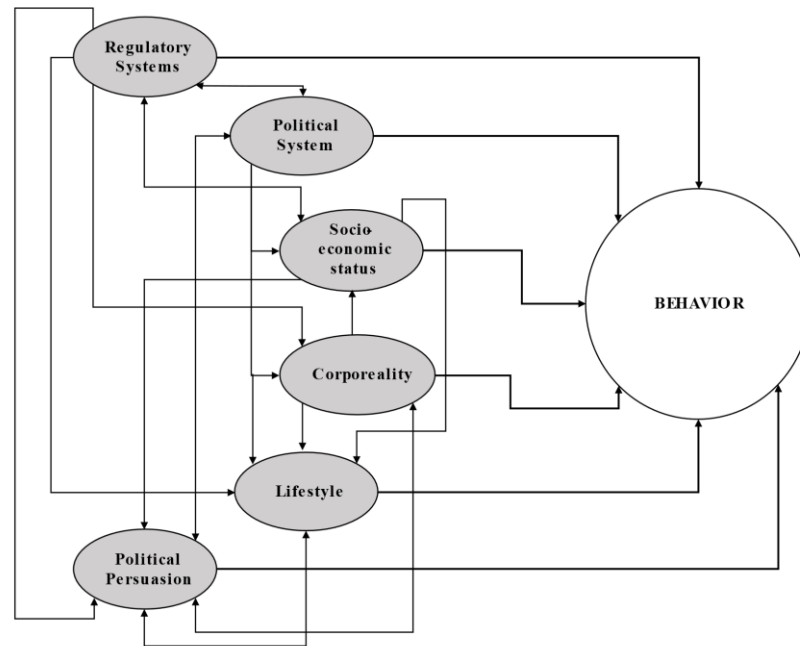 Regulatory
Systems
Political
System
Socio-
economic
status
BEHAVIOR
Corporeality
Lifestyle
Political
Persuasion